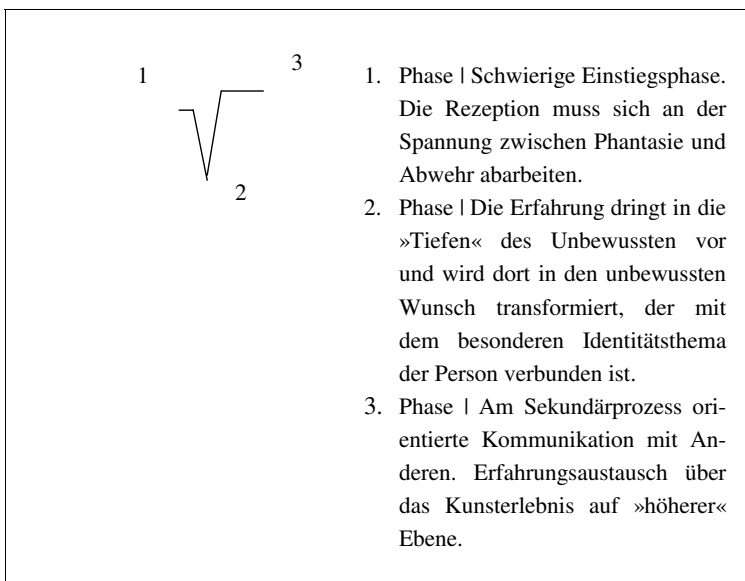 1
3
2
1. Phase | Schwierige Einstiegsphase.
Die Rezeption muss sich an der
Spannung zwischen Phantasie und
Abwehr abarbeiten.
2. Phase | Die Erfahrung dringt in die
»Tiefen« des Unbewussten vor
und wird dort in den unbewussten
Wunsch transformiert, der mit
dem besonderen Identitätsthema
der Person verbunden ist.
3. Phase | Am Sekundärprozess ori-
entierte Kommunikation mit An-
deren. Erfahrungsaustausch über
das Kunsterlebnis auf »höherer«
Ebene.